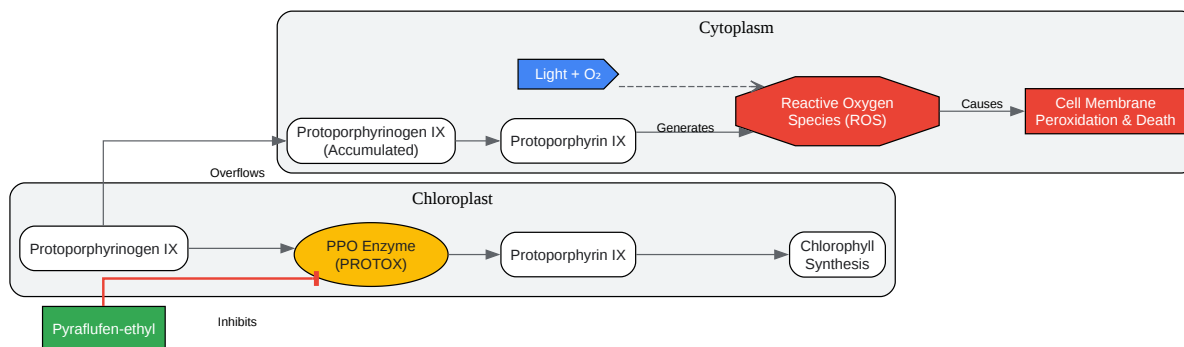 Cytoplasm
Light + O₂
Reactive Oxygen
Species (ROS)
Causes
Cell Membrane
Peroxidation & Death
Protoporphyrinogen IX
(Accumulated)
Protoporphyrin IX
Generates
Overflows
Chloroplast
Protoporphyrinogen IX
PPO Enzyme
(PROTOX)
Protoporphyrin IX
Chlorophyll
Synthesis
Pyraflufen-ethyl
Inhibits